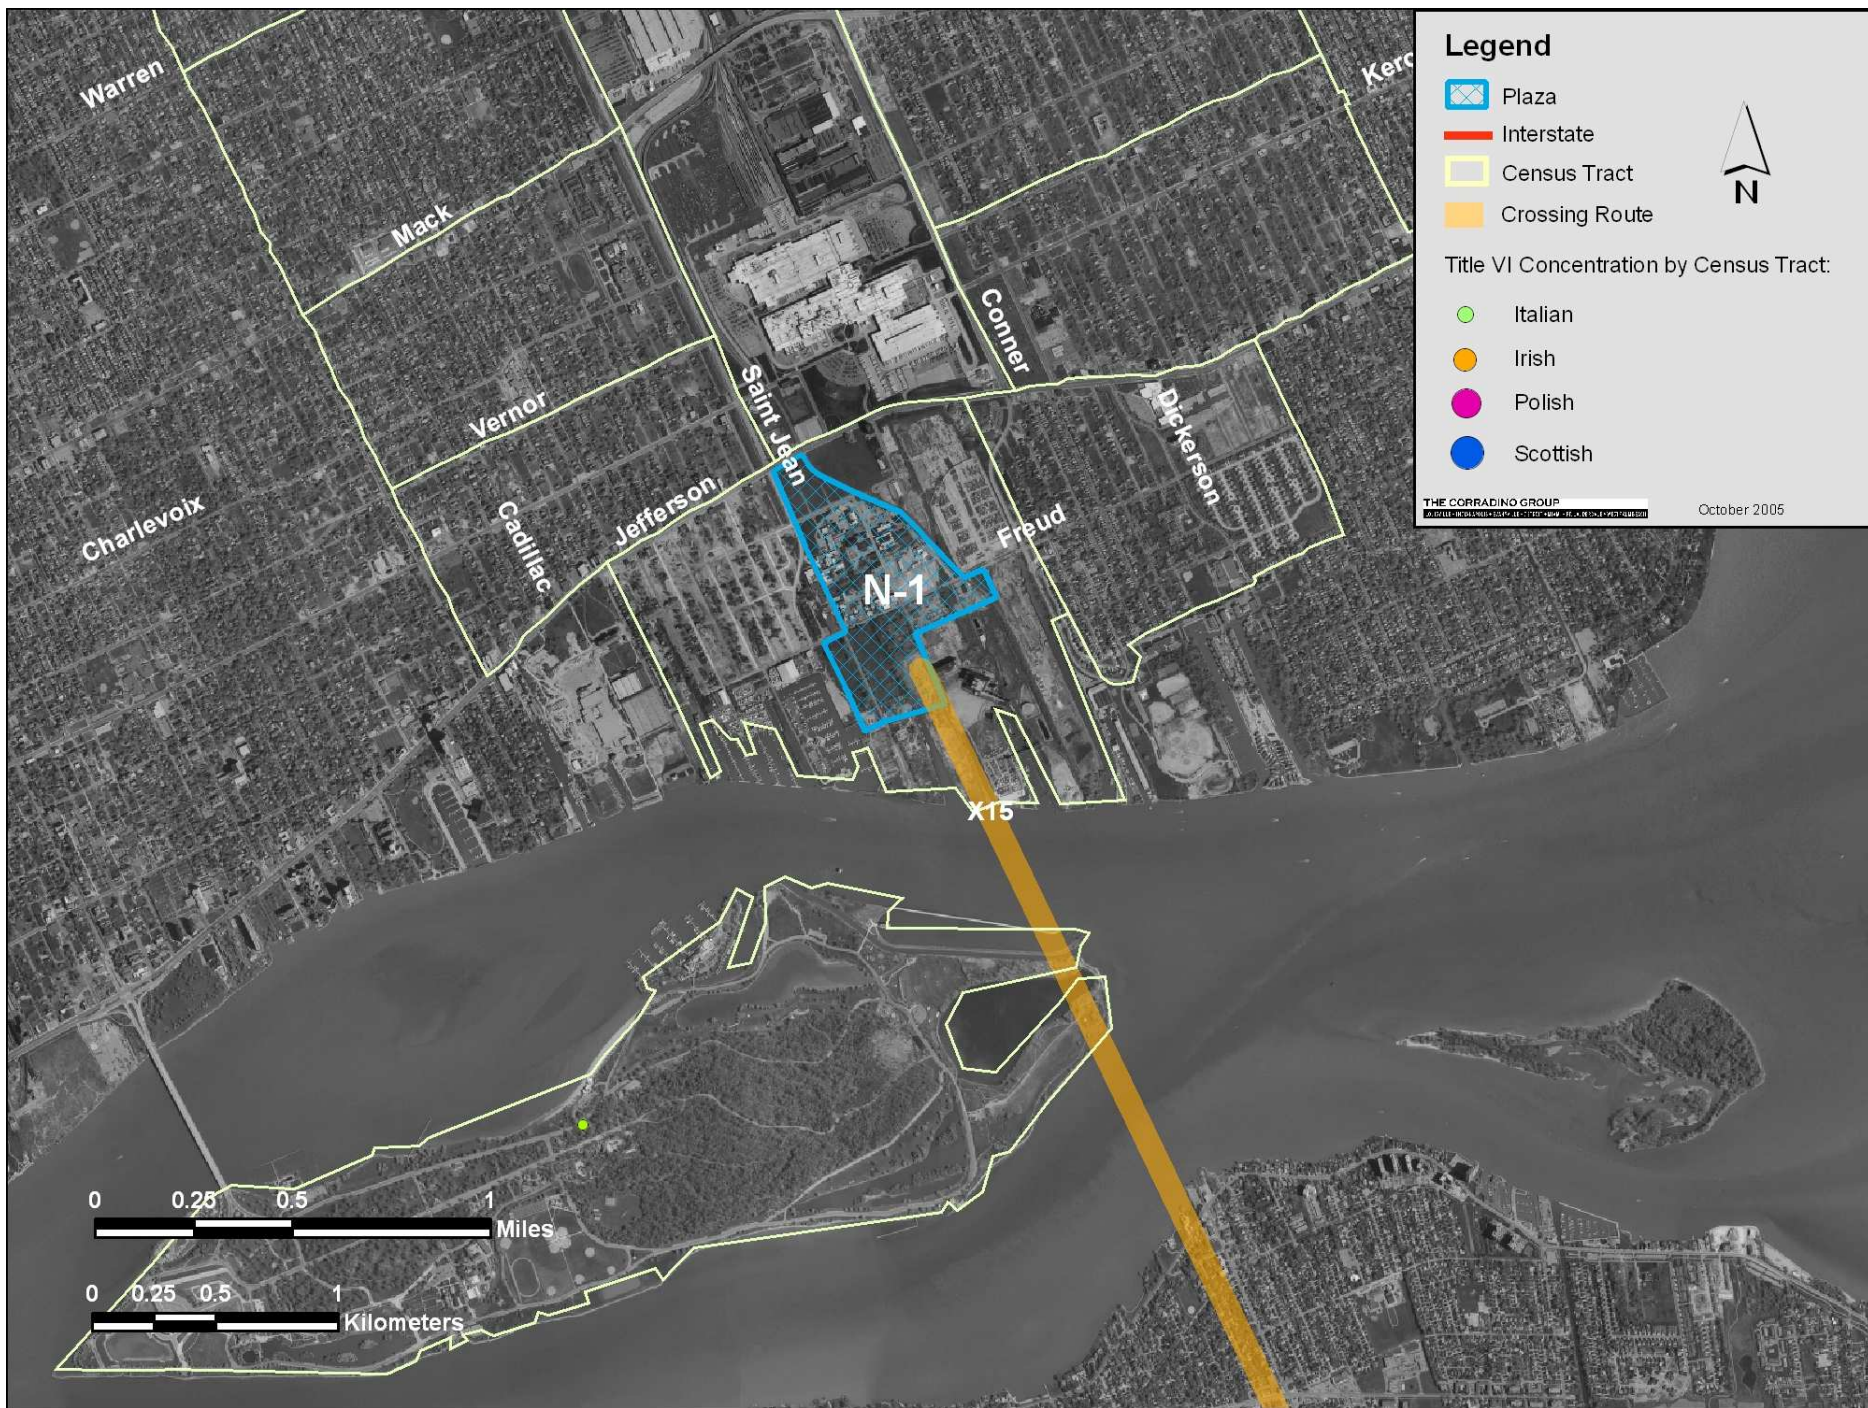 Warren
Mack
Vernor
Charlevoix
Cadillac
Jefferson
Saint Jean
Conner
Dickerson
Freud
N-1
X15
Legend
Plaza
Interstate
Census Tract
Crossing Route
N
Title VI Concentration by Census Tract:
Italian
Irish
Polish
Scottish
THE CORRADINO GROUP
October 2005
0 0.25 0.5 1
Miles
0 0.25 0.5 1
Kilometers